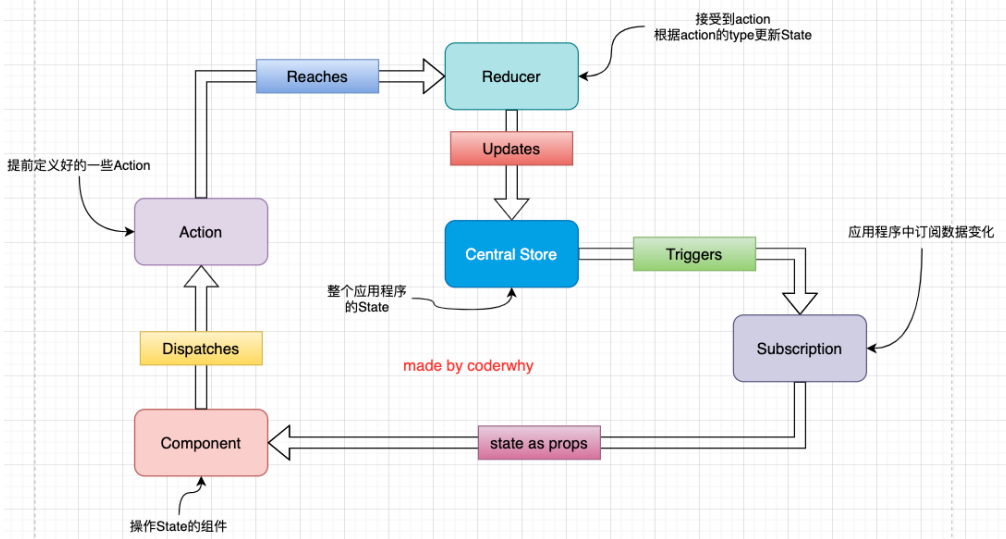 接受到action
根据action的type更新State
Reaches
Reducer
Updates
提前定义好的一些Action
Action
Central Store
Triggers
应用程序中订阅数据变化
整个应用程序
的State
Dispatches
made by coderwhy
Subscription
Component
state as props
操作State的组件